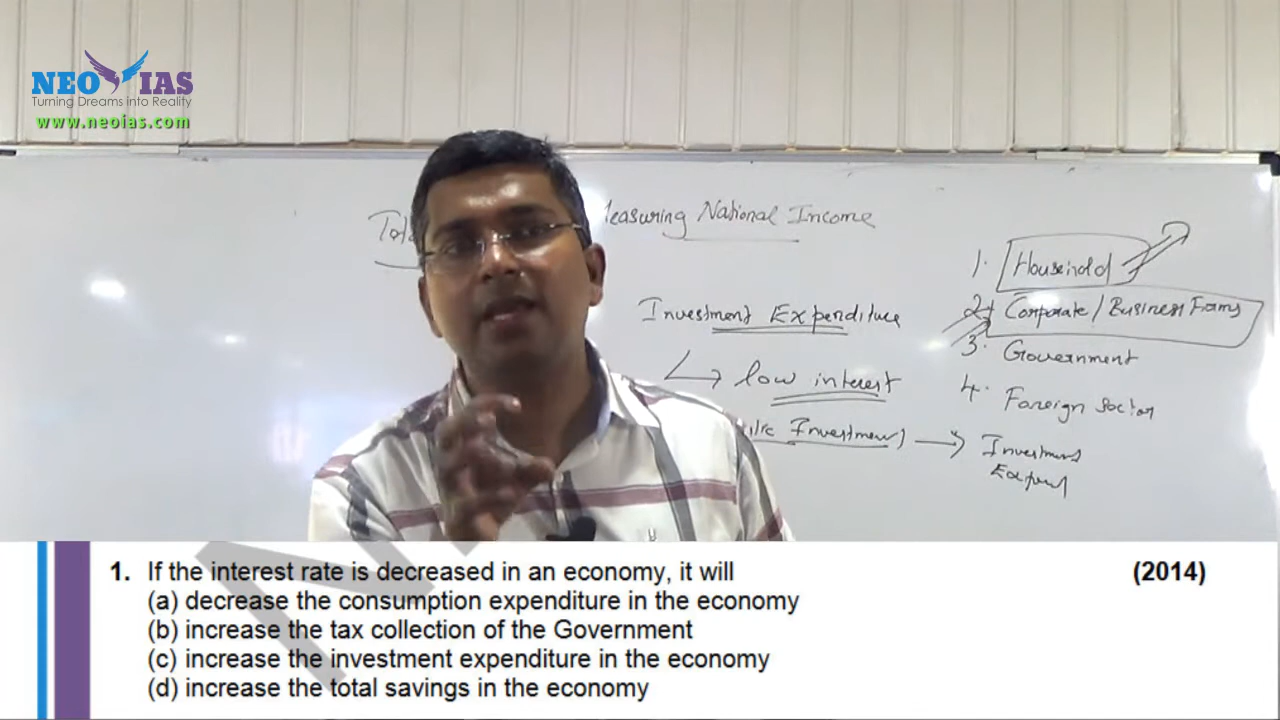 NEO IAS
Turning Dreams into Reality
www.neoias.com
Measuring National Income
Investment Expenditure
low interest
Investment
1. Household
2. Corporate / Business Firms
3. Government
4. Foreign Sector
Investment
1. If the interest rate is decreased in an economy, it will (2014)
(a) decrease the consumption expenditure in the economy
(b) increase the tax collection of the Government
(c) increase the investment expenditure in the economy
(d) increase the total savings in the economy